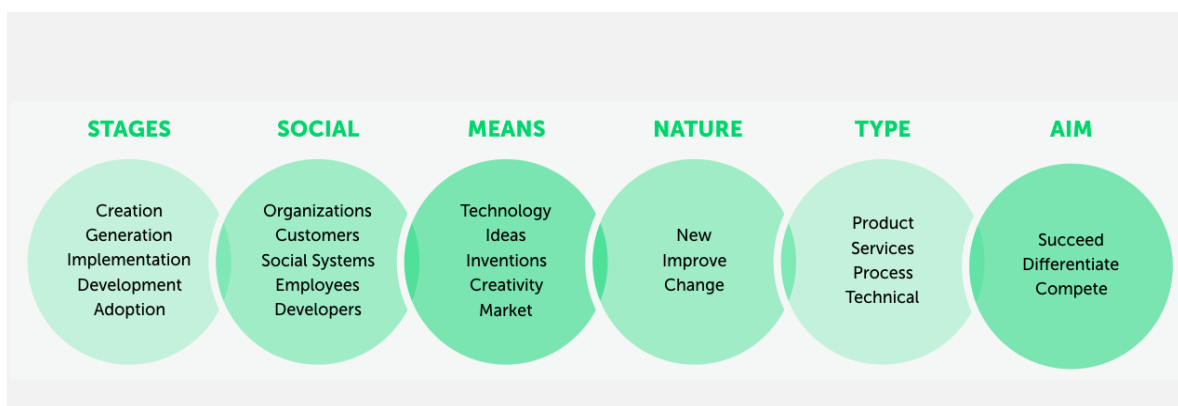 STAGES
Creation
Generation
Implementation
Development
Adoption
SOCIAL
Organizations
Customers
Social Systems
Employees
Developers
MEANS
Technology
Ideas
Inventions
Creativity
Market
NATURE
New
Improve
Change
TYPE
Product
Services
Process
Technical
AIM
Succeed
Differentiate
Compete